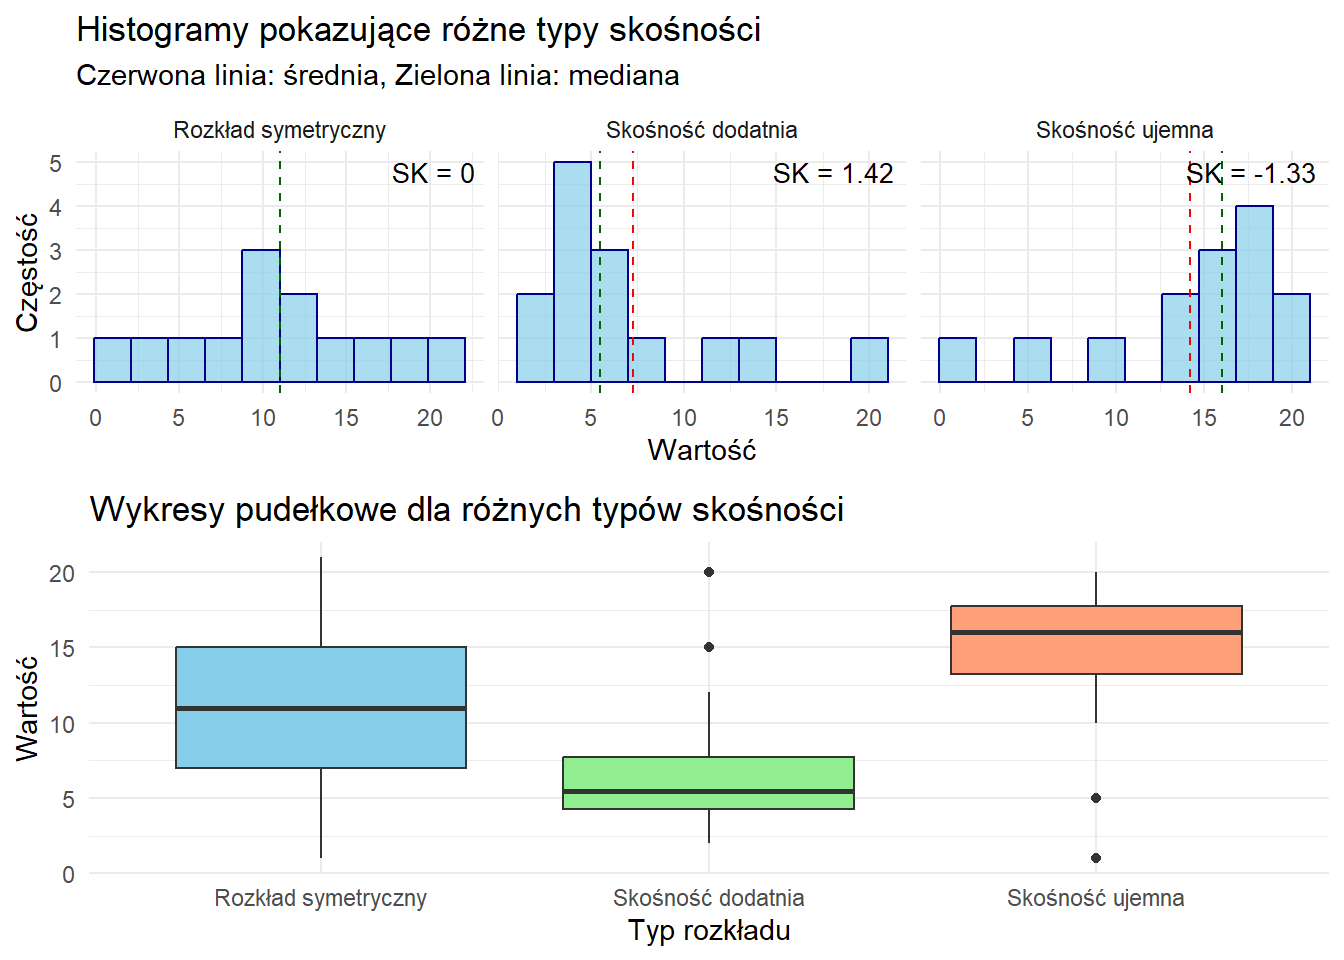 Histogramy pokazujące różne typy skośności
Czerwona linia: średnia, Zielona linia: mediana
Rozkład symetryczny Skośność dodatnia Skośność ujemna
SK = 0 SK = 1.42 SK = -1.33
Częstość
5
4
3
2
1
0
0 5 10 15 20 0 5 10 15 20 0 5 10 15 20
Wartość
Wykresy pudełkowe dla różnych typów skośności
Wartość
20
15
10
5
0
Rozkład symetryczny Skośność dodatnia Skośność ujemna
Typ rozkładu